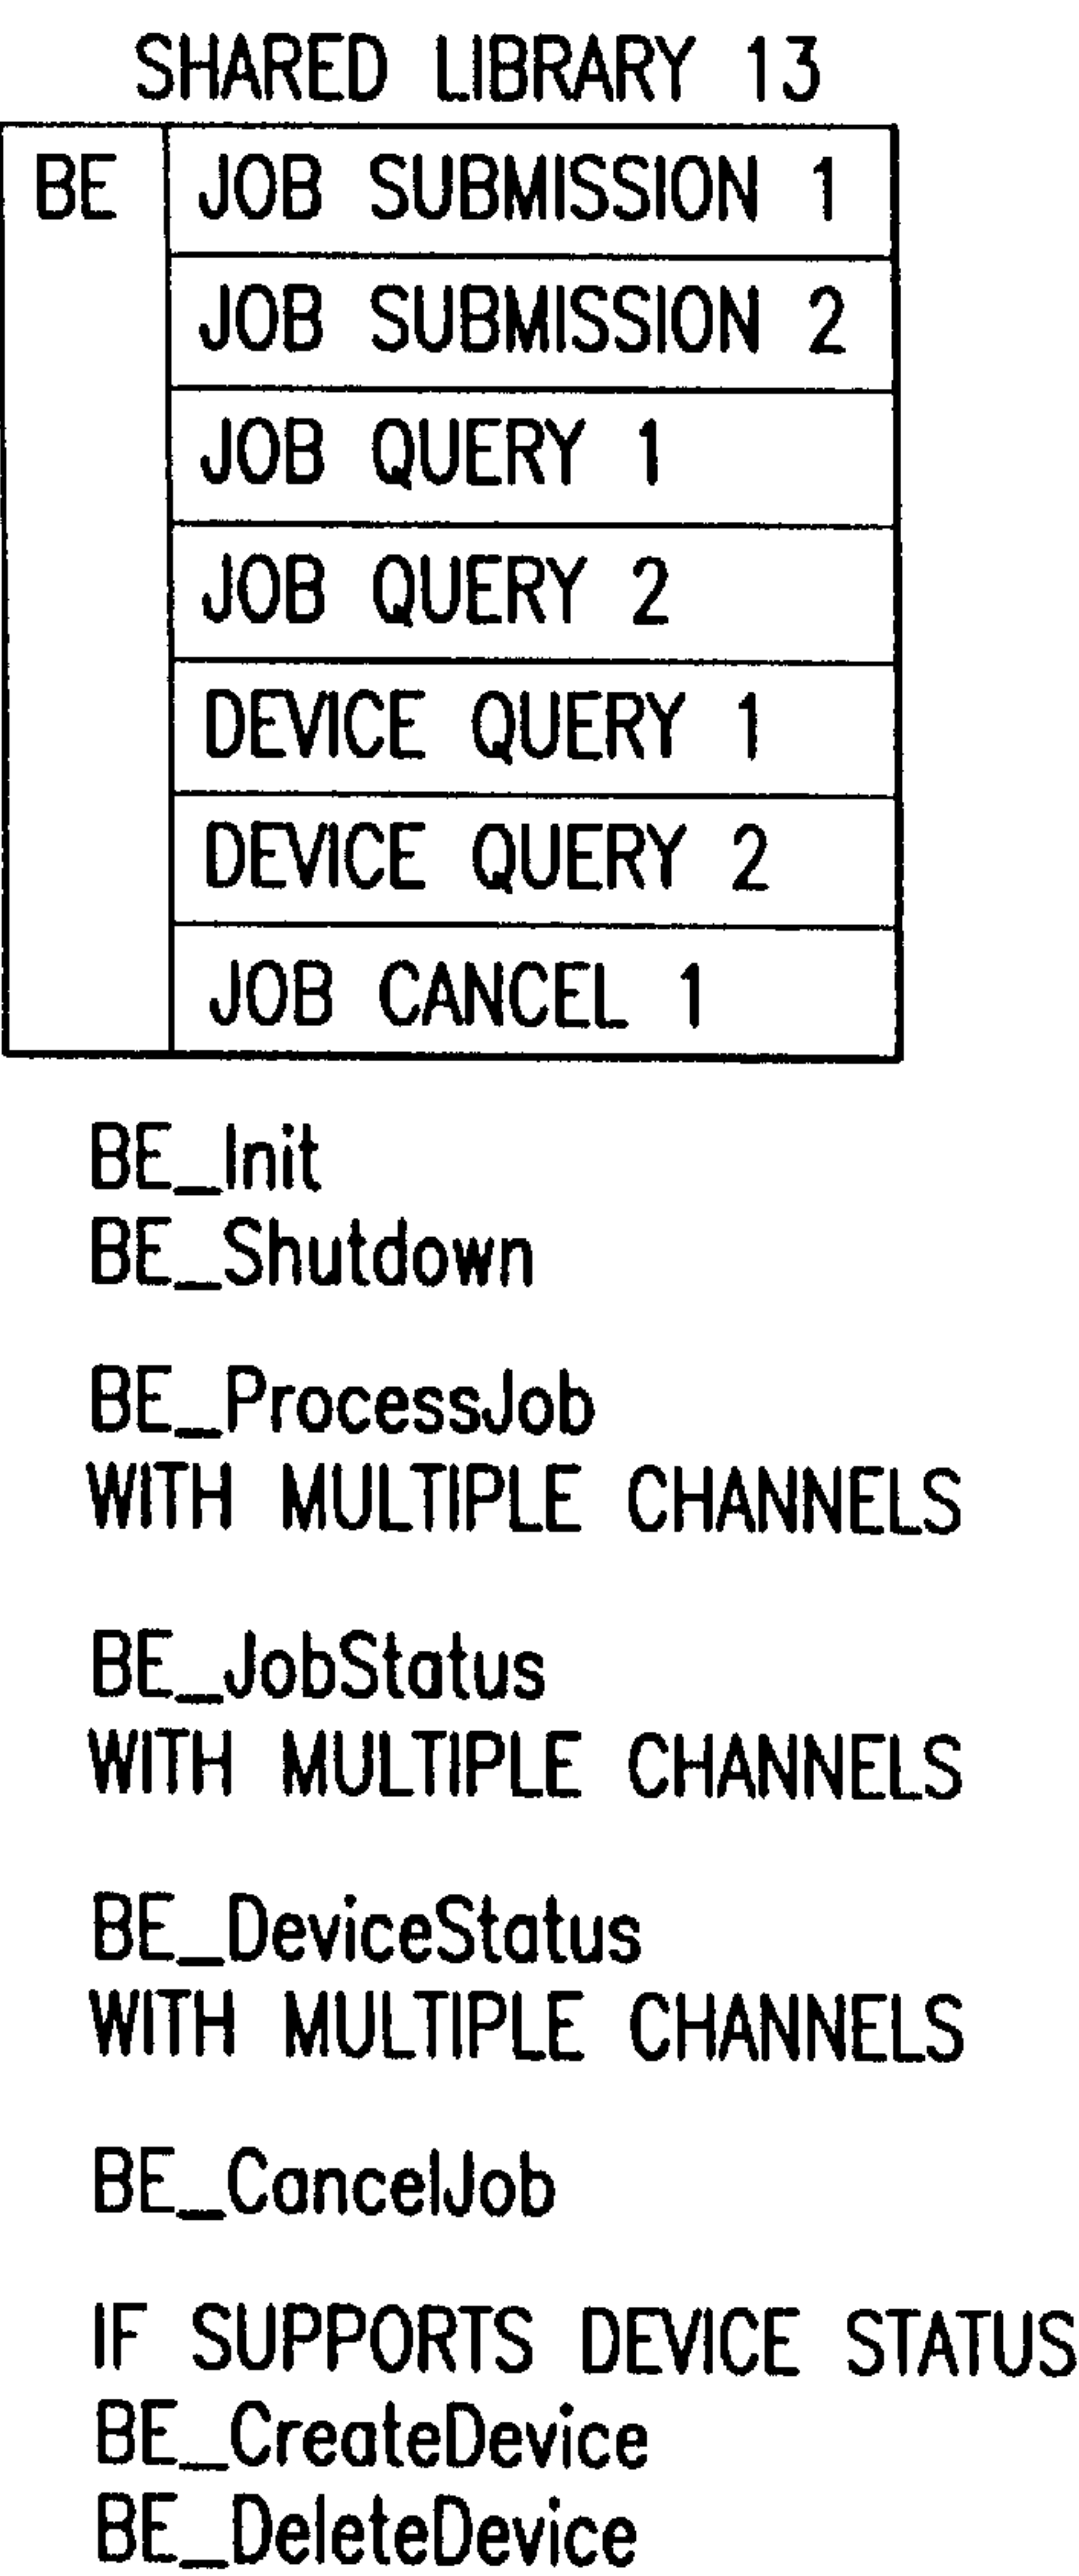 SHARED LIBRARY 13
BE JOB SUBMISSION 1
JOB SUBMISSION 2
JOB QUERY 1
JOB QUERY 2
DEVICE QUERY 1
DEVICE QUERY 2
JOB CANCEL 1
BE_Init
BE_Shutdown
BE_ProcessJob
WITH MULTIPLE CHANNELS
BE_JobStatus
WITH MULTIPLE CHANNELS
BE_DeviceStatus
WITH MULTIPLE CHANNELS
BE_CancelJob
IF SUPPORTS DEVICE STATUS
BE_CreateDevice
BE_DeleteDevice